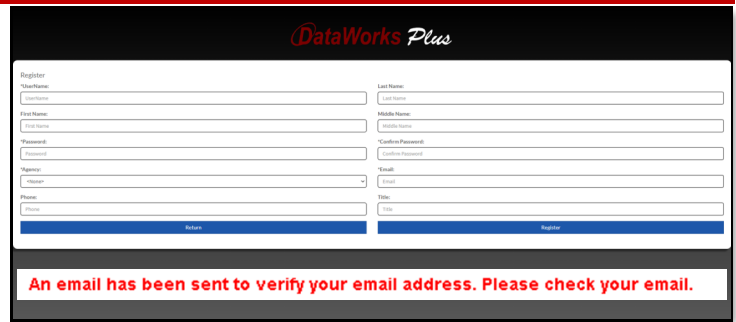 DataWorks Plus
Register
*UserName: Last Name:
UserName Last Name
First Name: Middle Name:
First Name Middle Name
*Password: *Confirm Password:
Password Confirm Password
*Agency: *Email:
<None> Email
Phone: Title:
Phone Title
Return Register
An email has been sent to verify your email address. Please check your email.